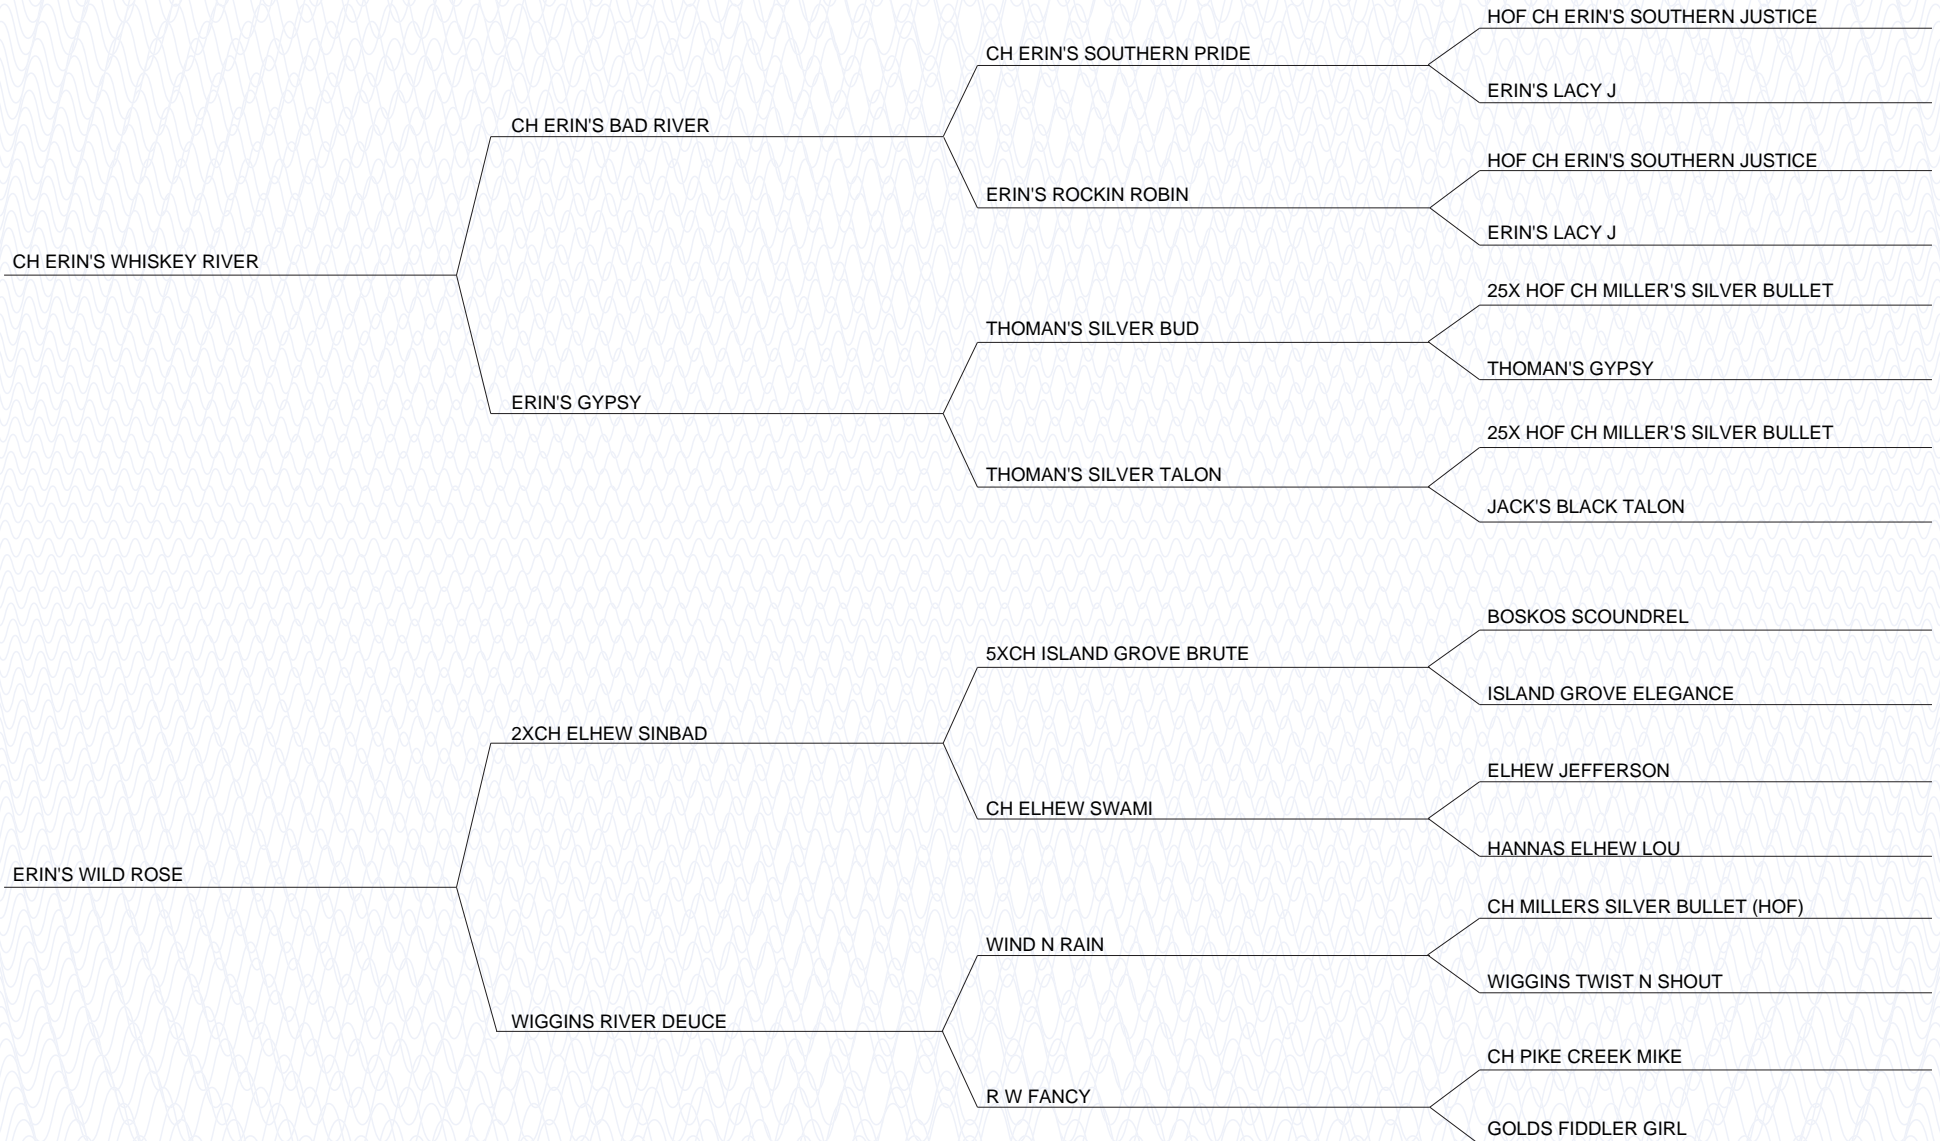 HOF CH ERIN'S SOUTHERN JUSTICE
CH ERIN'S SOUTHERN PRIDE
ERIN'S LACY J
CH ERIN'S BAD RIVER
HOF CH ERIN'S SOUTHERN JUSTICE
ERIN'S ROCKIN ROBIN
ERIN'S LACY J
CH ERIN'S WHISKEY RIVER
25X HOF CH MILLER'S SILVER BULLET
THOMAN'S SILVER BUD
THOMAN'S GYPSY
ERIN'S GYPSY
25X HOF CH MILLER'S SILVER BULLET
THOMAN'S SILVER TALON
JACK'S BLACK TALON
BOSKOS SCOUNDREL
5XCH ISLAND GROVE BRUTE
ISLAND GROVE ELEGANCE
2XCH ELHEW SINBAD
ELHEW JEFFERSON
CH ELHEW SWAMI
HANNAS ELHEW LOU
ERIN'S WILD ROSE
CH MILLERS SILVER BULLET (HOF)
WIND N RAIN
WIGGINS TWIST N SHOUT
WIGGINS RIVER DEUCE
CH PIKE CREEK MIKE
R W FANCY
GOLDS FIDDLER GIRL